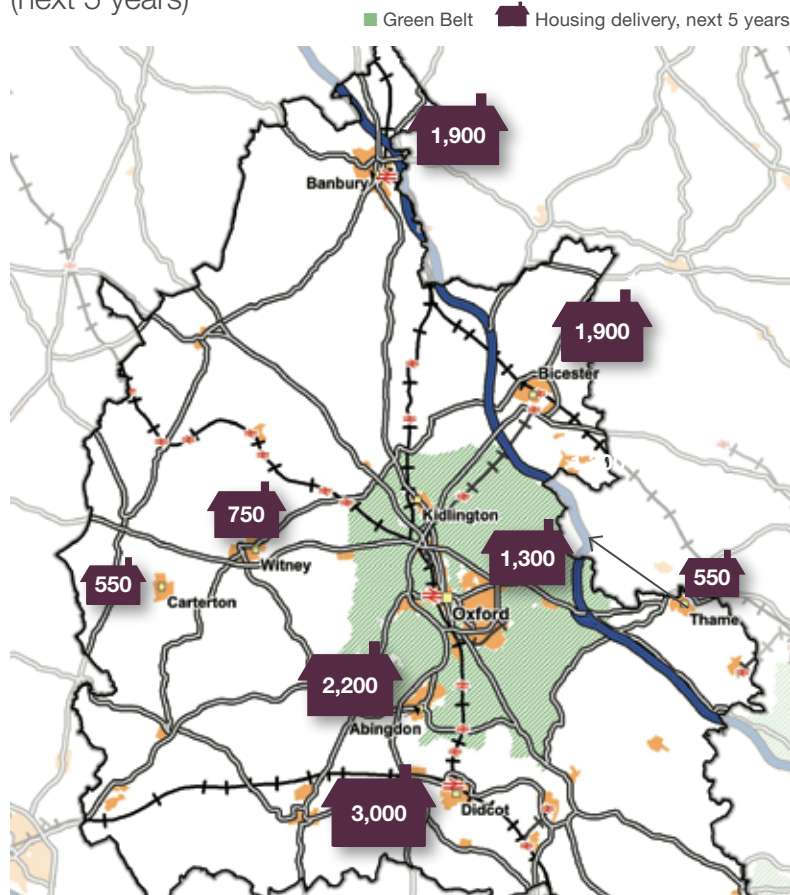 (next 5 years)
Green Belt
Housing delivery, next 5 years
1,900
Banbury
1,900
Bicester
Kidlington
750
1,300
Witney
550
550
Carterton
Oxford
Thame
2,200
Abingdon
3,000
Didcot